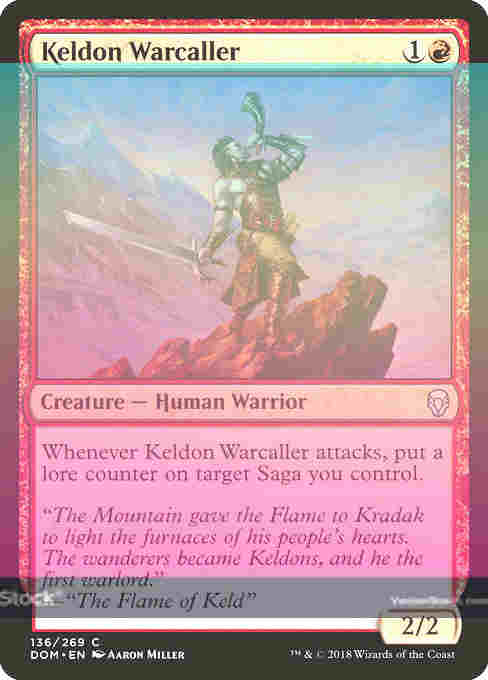 Keldon Warcaller 1
Creature — Human Warrior
Whenever Keldon Warcaller attacks, put a
lore counter on target Saga you control.
“The Mountain gave the Flame to Kradak
to light the furnaces of his people’s hearts.
The wanderers became Keldons, and he the
first warlord.”
—“The Flame of Keld”
Stock
2/2
136/269 C
DOM • EN Aaron Miller ™ & © 2018 Wizards of the Coast